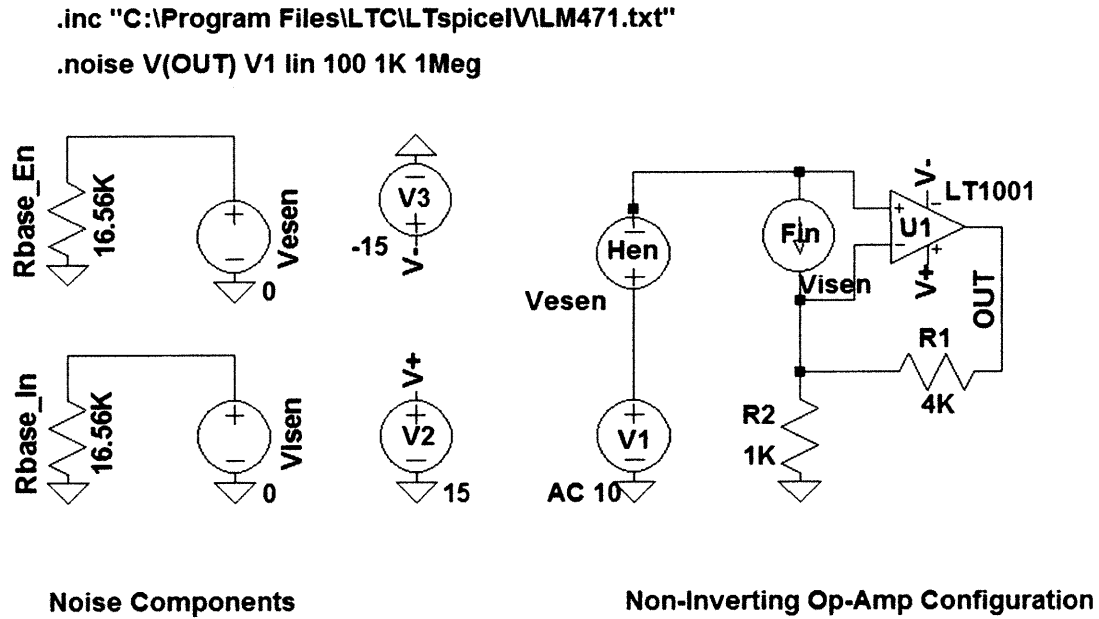 .inc "C:\Program Files\LTC\LTspiceIV\LM471.txt"
.noise V(OUT) V1 lin 100 1K 1Meg
Rbase_En
16.56K
+
−
Vesen
0
V3
+
-15
V-
Rbase_In
16.56K
+
−
VIsen
0
V+
+
V2
−
15
−
Hen
+
Vesen
+
V1
−
AC 10
FIn
Visen
V-
LT1001
+
−
U1
−
+
V+
OUT
R1
4K
R2
1K
Noise Components
Non-Inverting Op-Amp Configuration